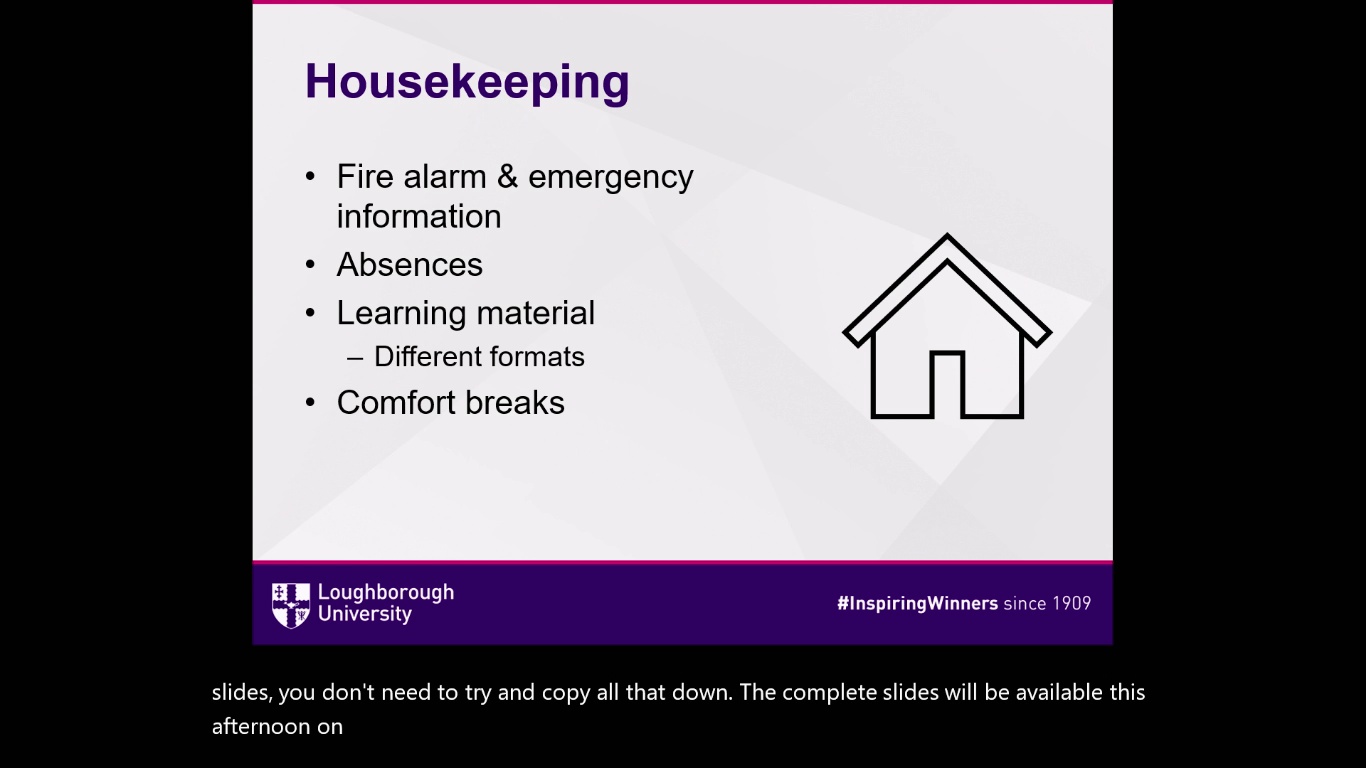 Housekeeping
• Fire alarm & emergency
information
• Absences
• Learning material
– Different formats
• Comfort breaks
Loughborough
University
#InspiringWinners since 1909
slides, you don't need to try and copy all that down. The complete slides will be available this
afternoon on